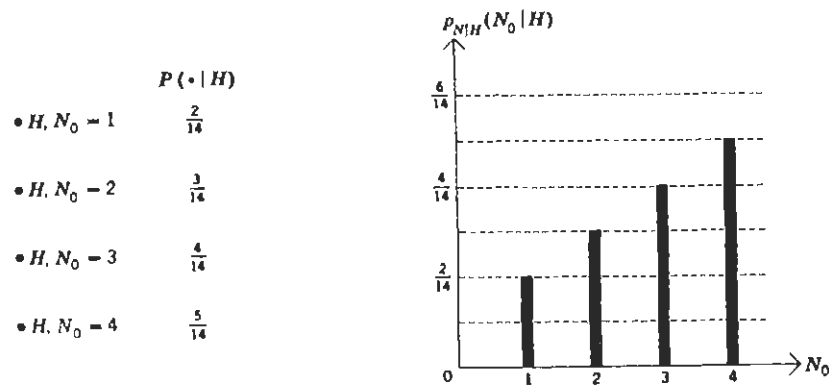 P (• | H)
• H, N₀ = 1 2/14
• H, N₀ = 2 3/14
• H, N₀ = 3 4/14
• H, N₀ = 4 5/14
p_{N|H}(N₀ | H)
6/14
4/14
2/14
0 1 2 3 4 N₀